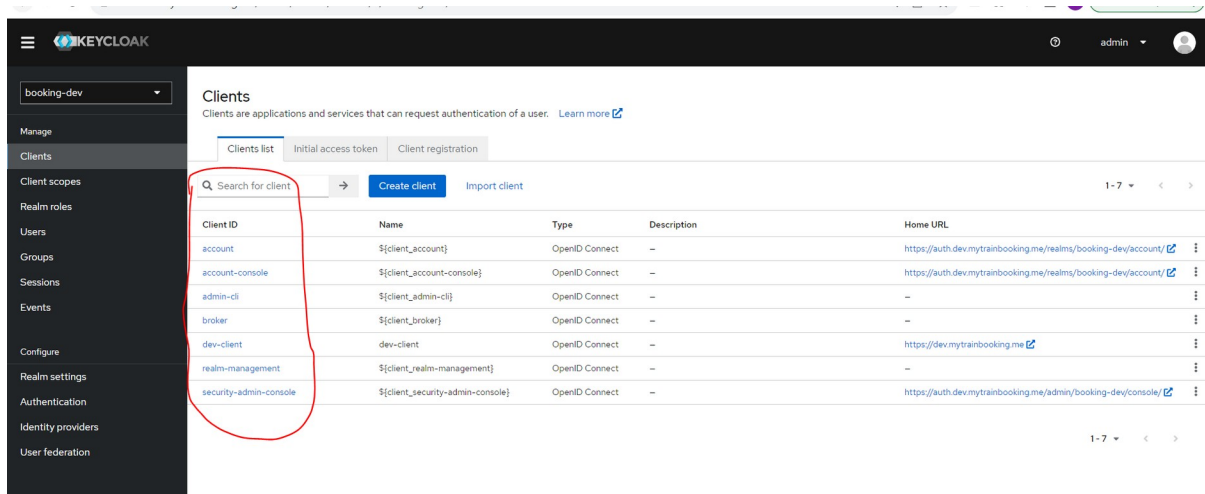 KEYCLOAK
admin
booking-dev
Manage
Clients
Client scopes
Realm roles
Users
Groups
Sessions
Events
Configure
Realm settings
Authentication
Identity providers
User federation
Clients
Clients are applications and services that can request authentication of a user. Learn more
Clients list Initial access token Client registration
Search for client Create client Import client 1-7
Client ID Name Type Description Home URL
account ${client_account} OpenID Connect – https://auth.dev.mytrainbooking.me/realms/booking-dev/account/
account-console ${client_account-console} OpenID Connect – https://auth.dev.mytrainbooking.me/realms/booking-dev/account/
admin-cli ${client_admin-cli} OpenID Connect – –
broker ${client_broker} OpenID Connect – –
dev-client dev-client OpenID Connect – https://dev.mytrainbooking.me
realm-management ${client_realm-management} OpenID Connect – –
security-admin-console ${client_security-admin-console} OpenID Connect – https://auth.dev.mytrainbooking.me/admin/booking-dev/console/
1-7